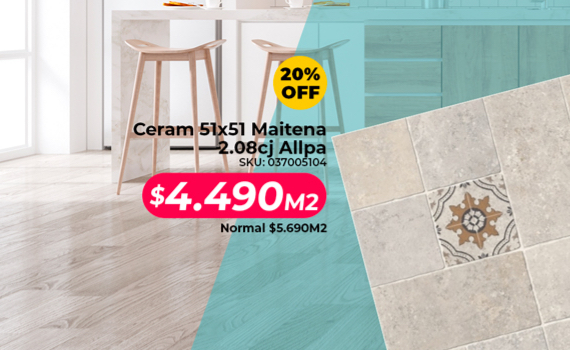 20%
OFF
Ceram 51x51 Maitena
2.08cj Allpa
SKU: 037005104
$4.490M2
Normal $5.690M2